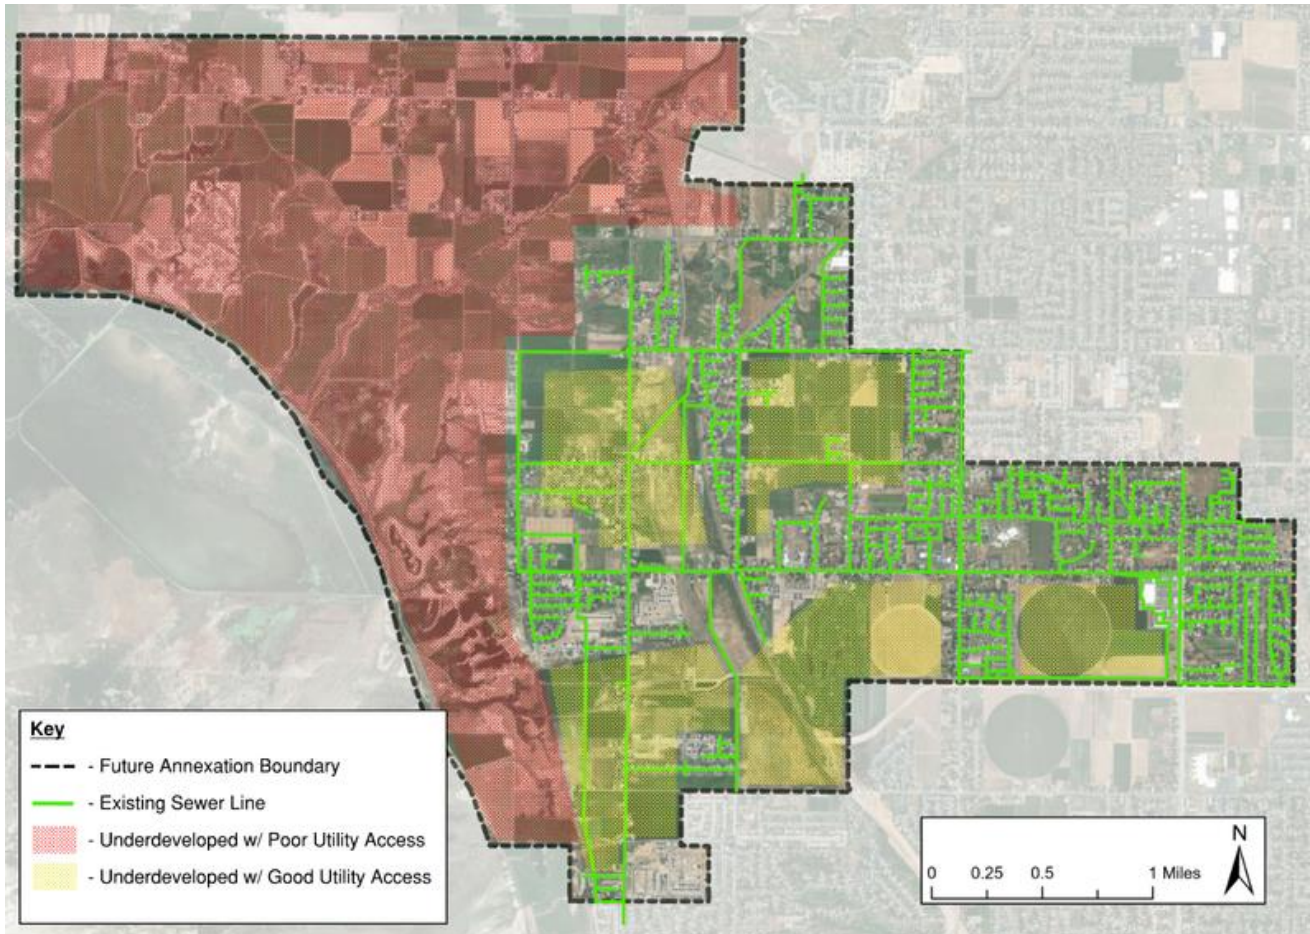 Key
- Future Annexation Boundary
- Existing Sewer Line
- Underdeveloped w/ Poor Utility Access
- Underdeveloped w/ Good Utility Access
N
0 0.25 0.5 1 Miles